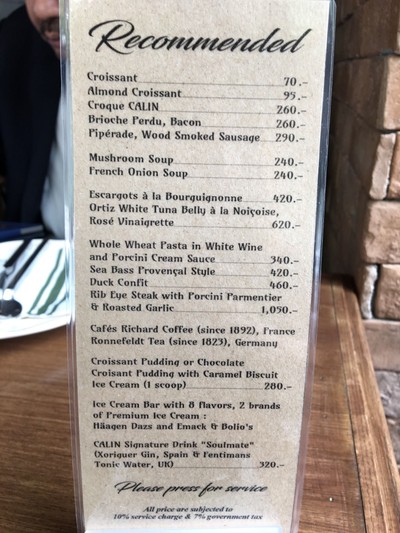 Recommended
Croissant 70.-
Almond Croissant 95.-
Croque CALIN 260.-
Brioche Perdu, Bacon 260.-
Pipérade, Wood Smoked Sausage 290.-
Mushroom Soup 240.-
French Onion Soup 240.-
Escargots à la Bourguignonne 420.-
Ortiz White Tuna Belly à la Noiçoise,
Rosé Vinaigrette 620.-
Whole Wheat Pasta in White Wine
and Porcini Cream Sauce 340.-
Sea Bass Provençal Style 420.-
Duck Confit 460.-
Rib Eye Steak with Porcini Parmentier
& Roasted Garlic 1,050.-
Cafés Richard Coffee (since 1892), France
Ronnefeldt Tea (since 1823), Germany
Croissant Pudding or Chocolate
Croisant Pudding with Caramel Biscuit
Ice Cream (1 scoop) 280.-
Ice Cream Bar with 8 flavors, 2 brands
of Premium Ice Cream :
Häagen Dazs and Emack & Bolio's
CALIN Signature Drink "Soulmate"
(Xoriguer Gin, Spain & Fentimans
Tonic Water, UK) 320.-
Please press for service
All price are subjected to
10% service charge & 7% government tax